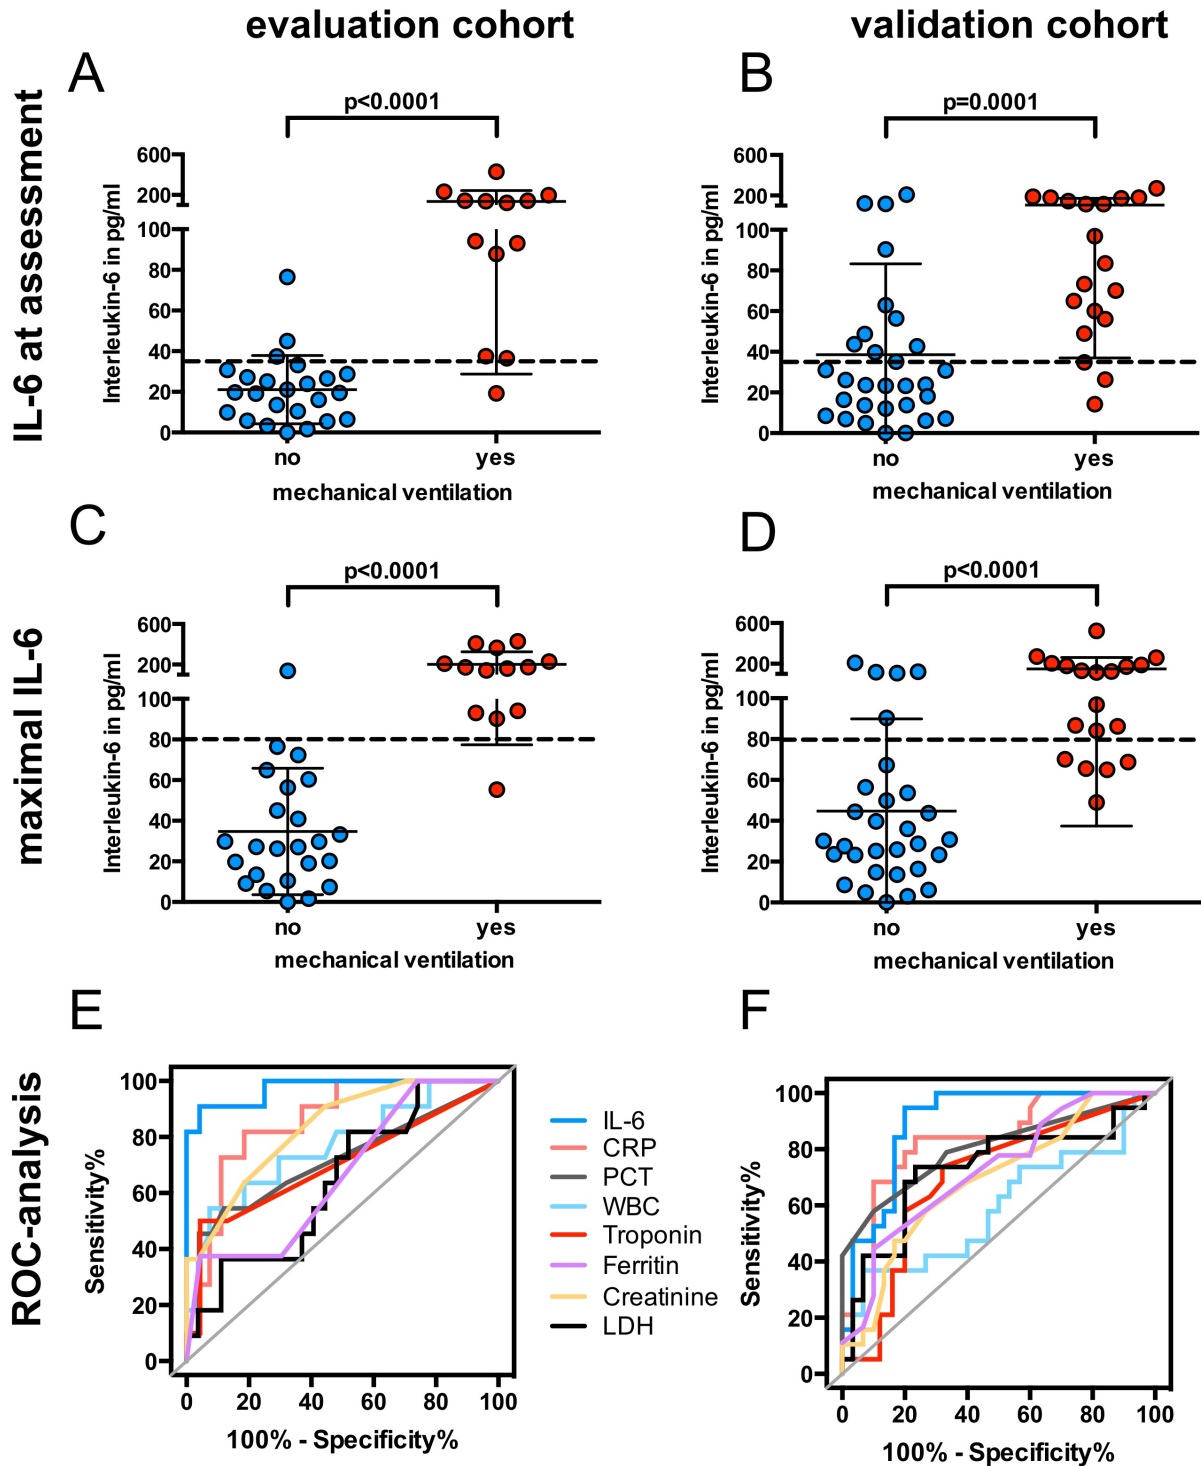 evaluation cohort
validation cohort
IL-6 at assessment
A
p<0.0001
Interleukin-6 in pg/ml
600
200
100
80
60
40
20
0
no
yes
mechanical ventilation
B
p=0.0001
Interleukin-6 in pg/ml
600
200
100
80
60
40
20
0
no
yes
mechanical ventilation
maximal IL-6
C
p<0.0001
Interleukin-6 in pg/ml
600
200
100
80
60
40
20
0
no
yes
mechanical ventilation
D
p<0.0001
Interleukin-6 in pg/ml
600
200
100
80
60
40
20
0
no
yes
mechanical ventilation
ROC-analysis
E
Sensitivity%
100
80
60
40
20
0
0 20 40 60 80 100
100% - Specificity%
IL-6
CRP
PCT
WBC
Troponin
Ferritin
Creatinine
LDH
F
Sensitivity%
100
80
60
40
20
0
0 20 40 60 80 100
100% - Specificity%